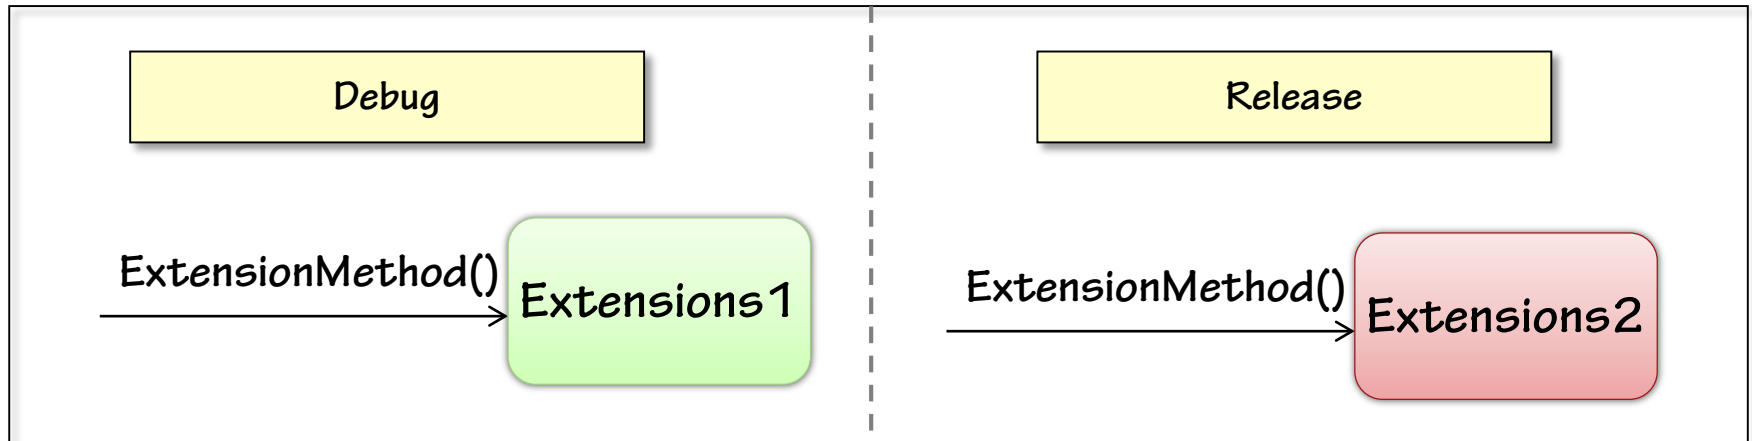 Debug
Release
ExtensionMethod()
Extensions1
ExtensionMethod()
Extensions2